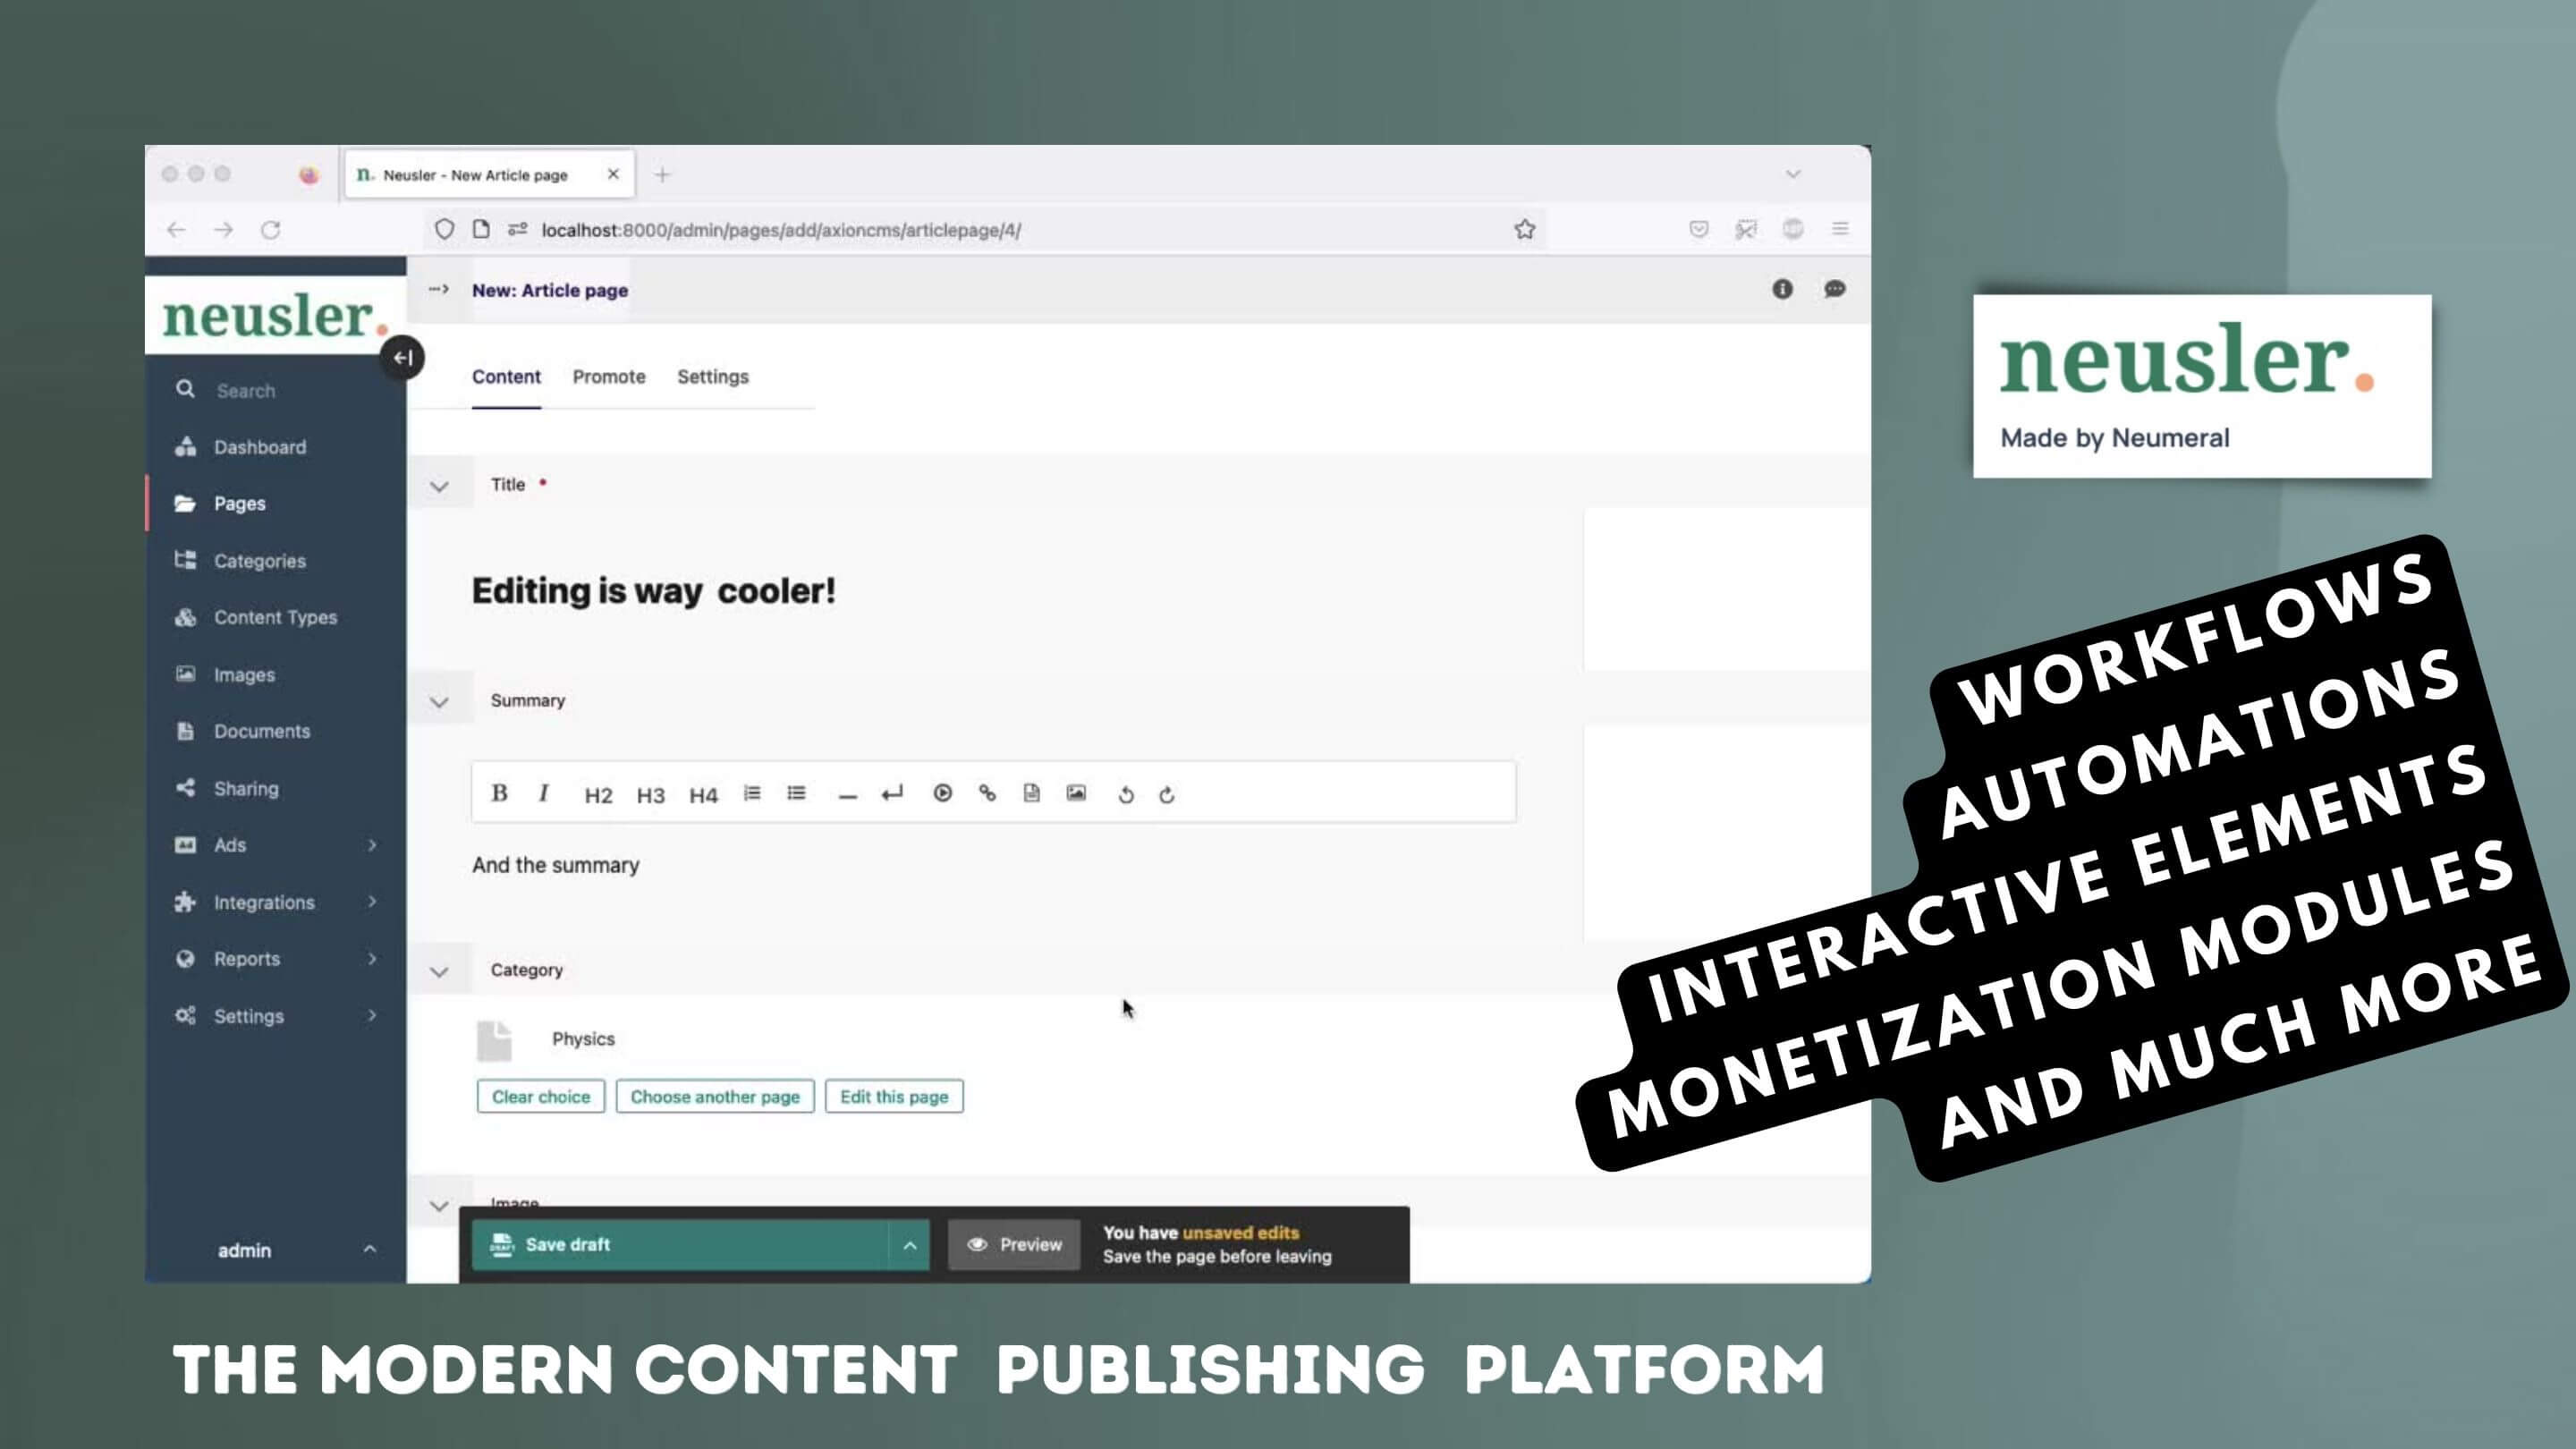 Neusler - New Article page
localhost:8000/admin/pages/add/axioncms/articlepage/4/
neusler.
New: Article page
Search
Dashboard
Pages
Categories
Content Types
Images
Documents
Sharing
Ads
Integrations
Reports
Settings
admin
Content Promote Settings
Title
Editing is way cooler!
Summary
B I H2 H3 H4
And the summary
Category
Physics
Clear choice Choose another page Edit this page
Image
Save draft
Preview
You have unsaved edits
Save the page before leaving
neusler.
Made by Neumeral
WORKFLOWS
AUTOMATIONS
INTERACTIVE ELEMENTS
MONETIZATION MODULES
AND MUCH MORE
THE MODERN CONTENT PUBLISHING PLATFORM